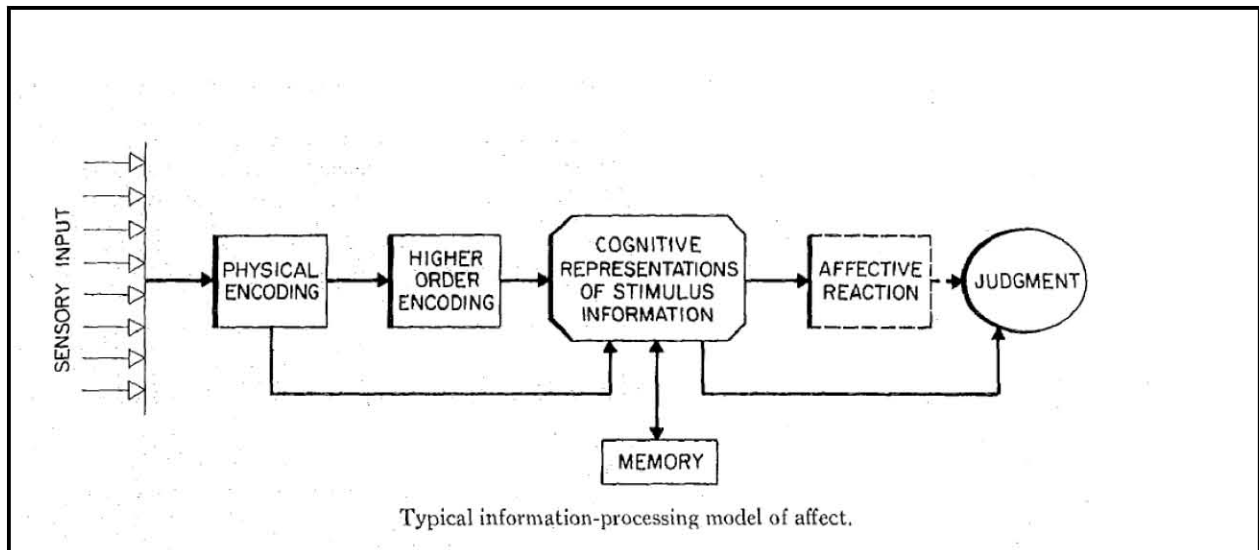 SENSORY INPUT
PHYSICAL
ENCODING
HIGHER
ORDER
ENCODING
COGNITIVE
REPRESENTATIONS
OF STIMULUS
INFORMATION
AFFECTIVE
REACTION
JUDGMENT
MEMORY
Typical information-processing model of affect.